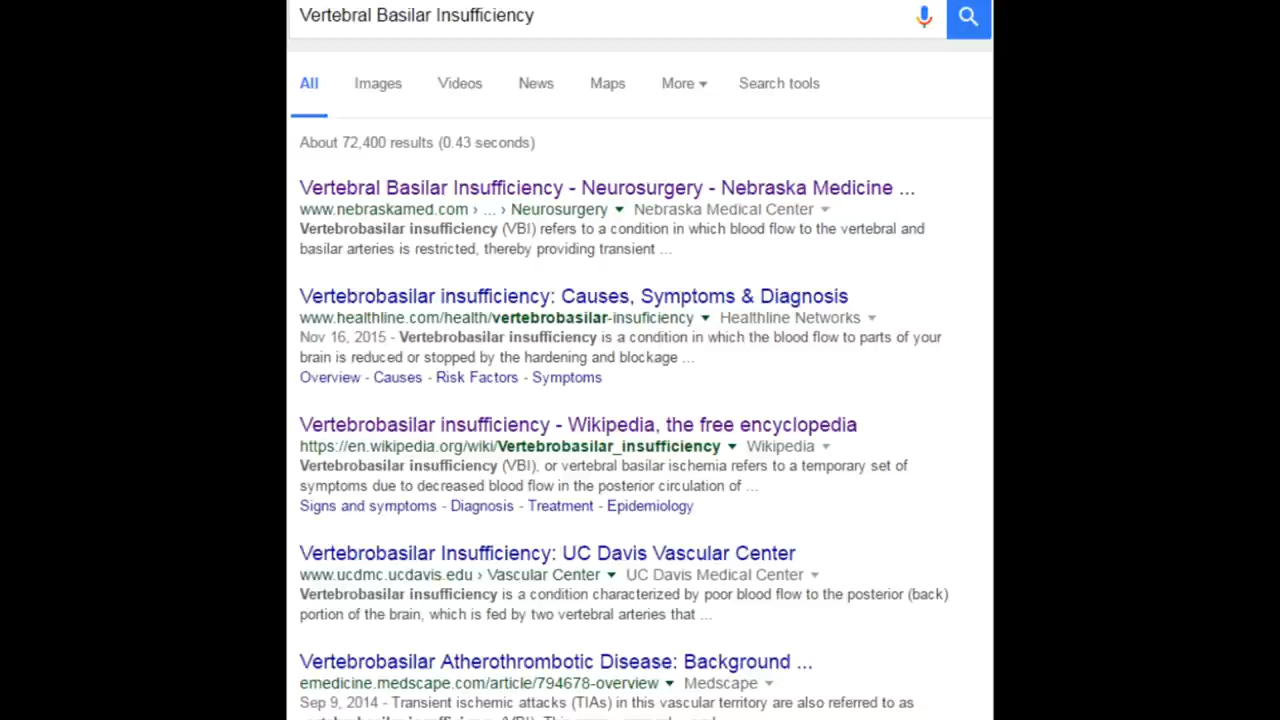 Vertebral Basilar Insufficiency
All Images Videos News Maps More Search tools
About 72,400 results (0.43 seconds)
Vertebral Basilar Insufficiency - Neurosurgery - Nebraska Medicine ...
www.nebraskamed.com › ... › Neurosurgery Nebraska Medical Center
Vertebrobasilar insufficiency (VBI) refers to a condition in which blood flow to the vertebral and
basilar arteries is restricted, thereby providing transient ...
Vertebrobasilar insufficiency: Causes, Symptoms & Diagnosis
www.healthline.com/health/vertebrobasilar-insuficiency Healthline Networks
Nov 16, 2015 - Vertebrobasilar insufficiency is a condition in which the blood flow to parts of your
brain is reduced or stopped by the hardening and blockage ...
Overview - Causes - Risk Factors - Symptoms
Vertebrobasilar insufficiency - Wikipedia, the free encyclopedia
https://en.wikipedia.org/wiki/Vertebrobasilar_insufficiency Wikipedia
Vertebrobasilar insufficiency (VBI), or vertebral basilar ischemia refers to a temporary set of
symptoms due to decreased blood flow in the posterior circulation of ...
Signs and symptoms - Diagnosis - Treatment - Epidemiology
Vertebrobasilar Insufficiency: UC Davis Vascular Center
www.ucdmc.ucdavis.edu › Vascular Center UC Davis Medical Center
Vertebrobasilar insufficiency is a condition characterized by poor blood flow to the posterior (back)
portion of the brain, which is fed by two vertebral arteries that ...
Vertebrobasilar Atherothrombotic Disease: Background ...
emedicine.medscape.com/article/794678-overview Medscape
Sep 9, 2014 - Transient ischemic attacks (TIAs) in this vascular territory are also referred to as